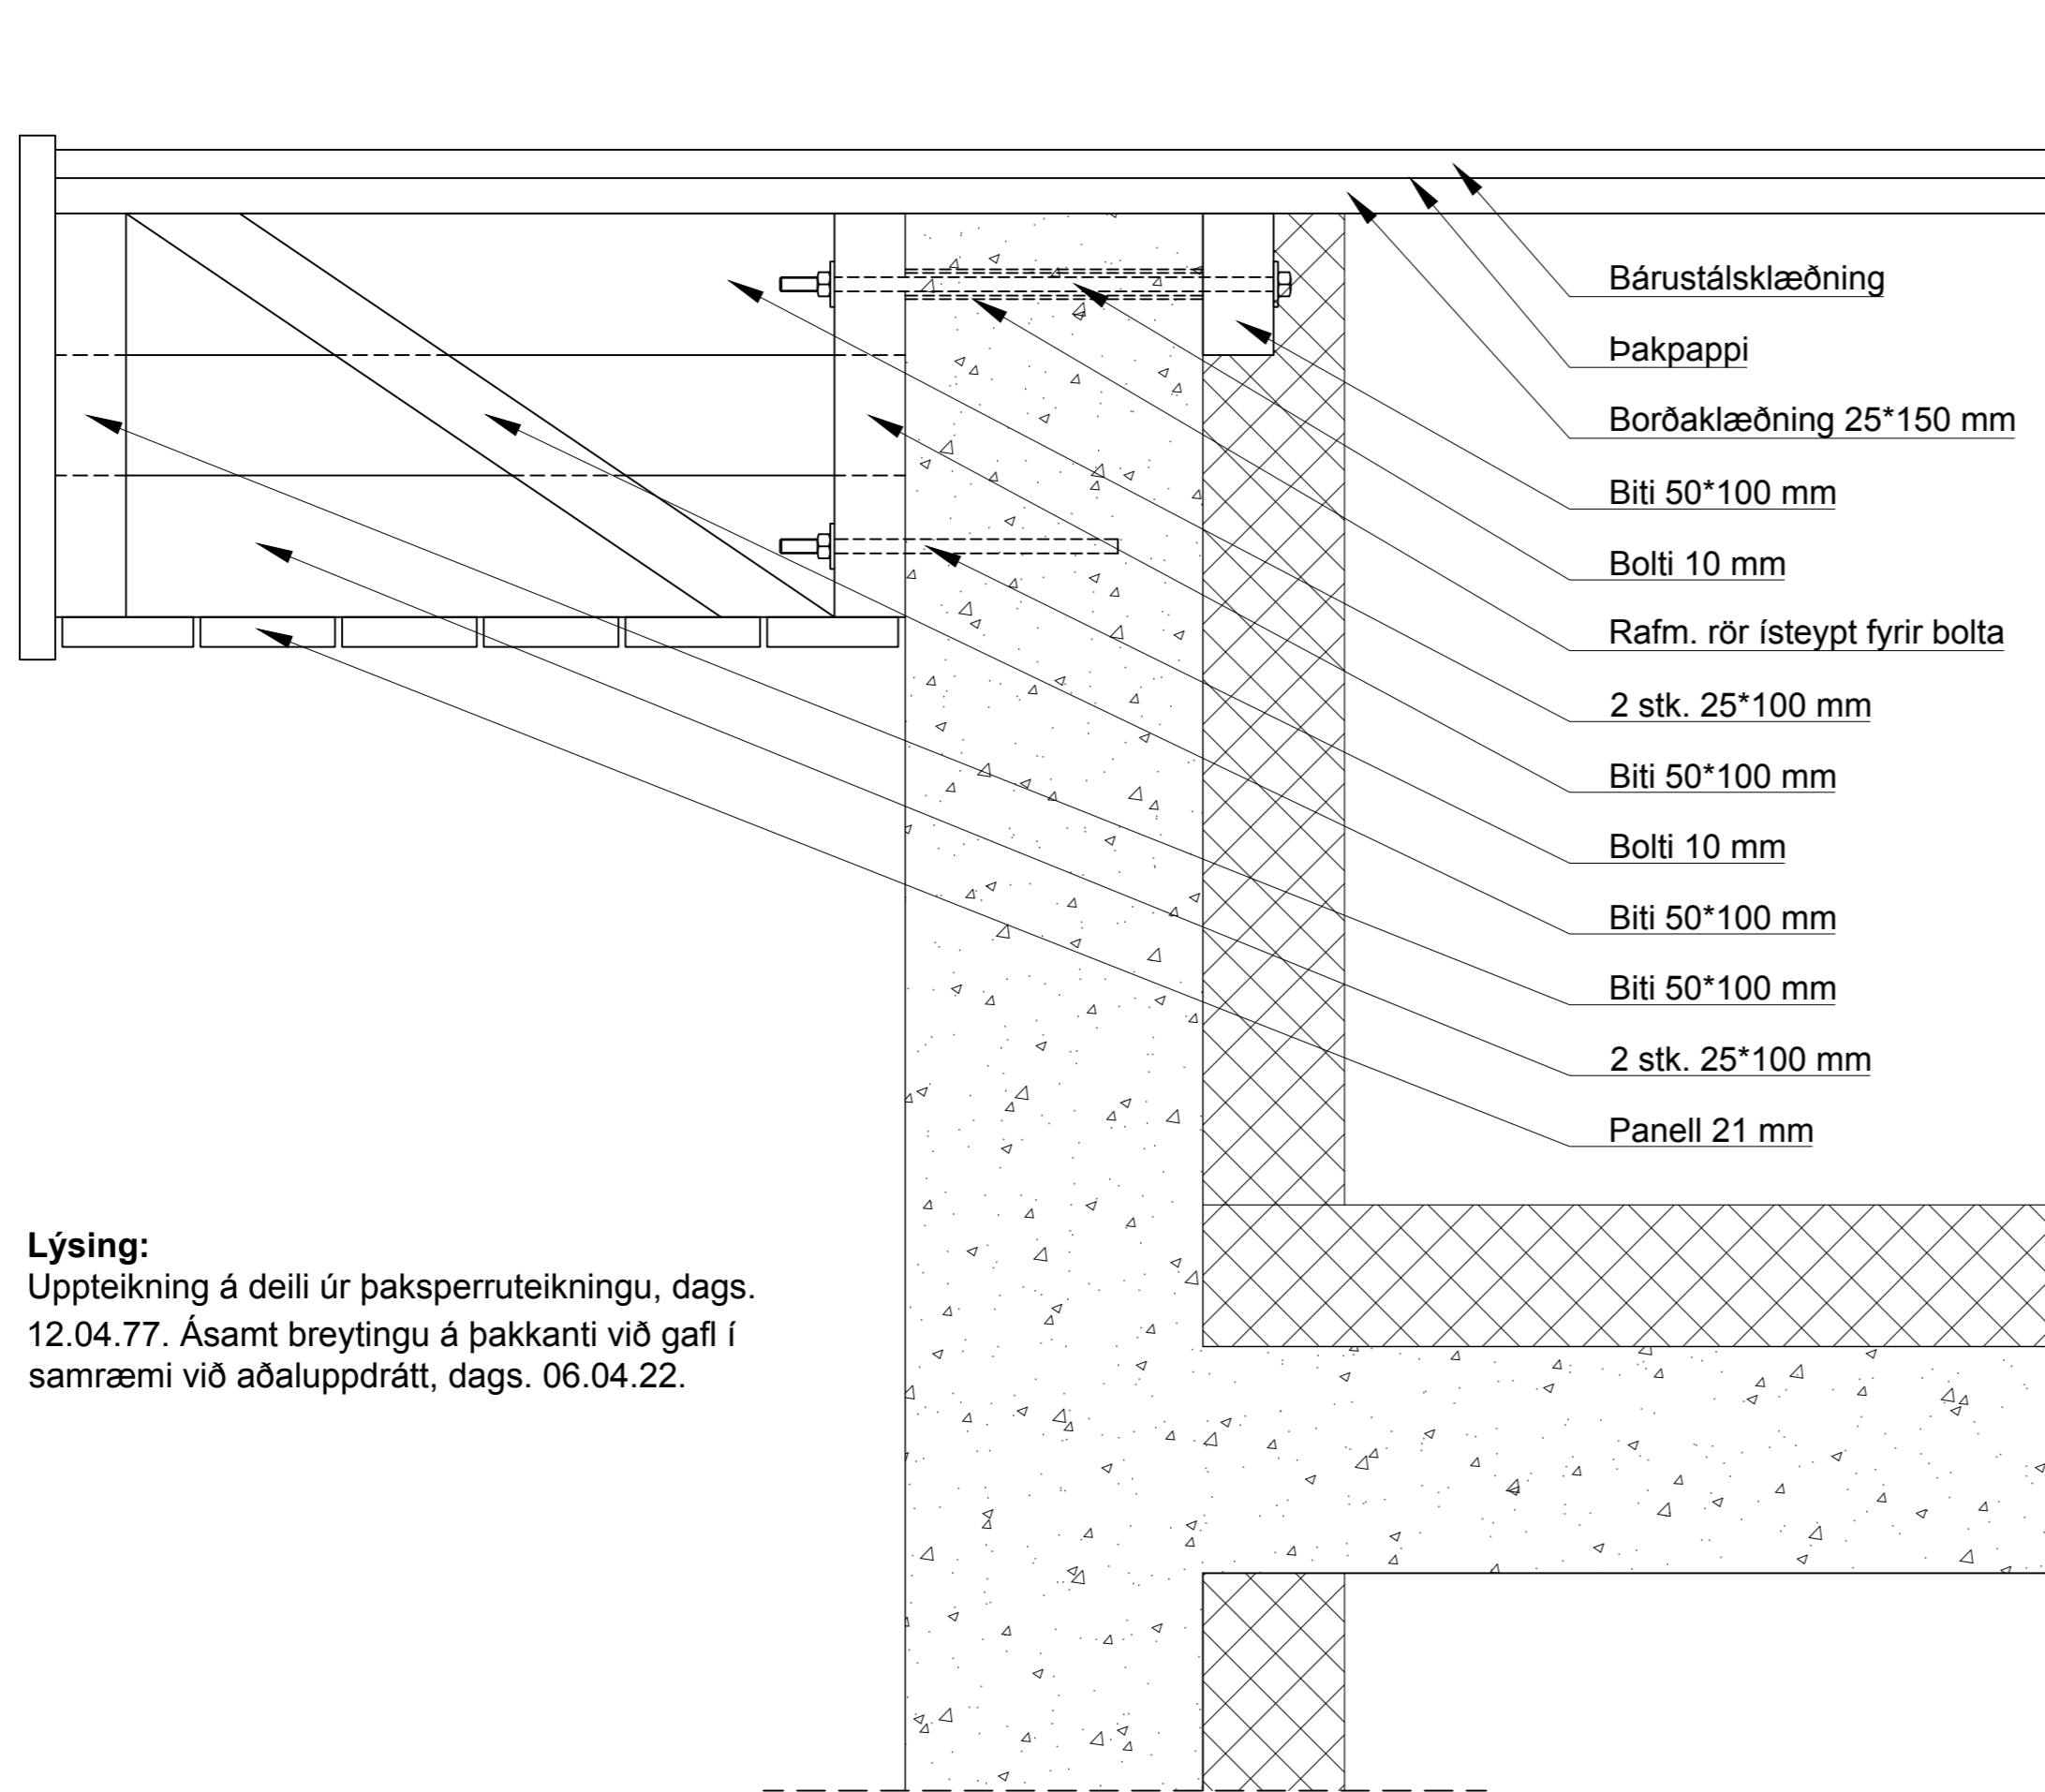 Bárustálsklæðning
Þakpappi
Borðaklæðning 25*150 mm
Biti 50*100 mm
Bolti 10 mm
Rafm. rör ísteypt fyrir bolta
2 stk. 25*100 mm
Biti 50*100 mm
Bolti 10 mm
Biti 50*100 mm
Biti 50*100 mm
2 stk. 25*100 mm
Panell 21 mm
Lýsing:
Uppteikning á deili úr þaksperruteikningu, dags.
12.04.77. Ásamt breytingu á þakkanti við gafl í
samræmi við aðaluppdrátt, dags. 06.04.22.